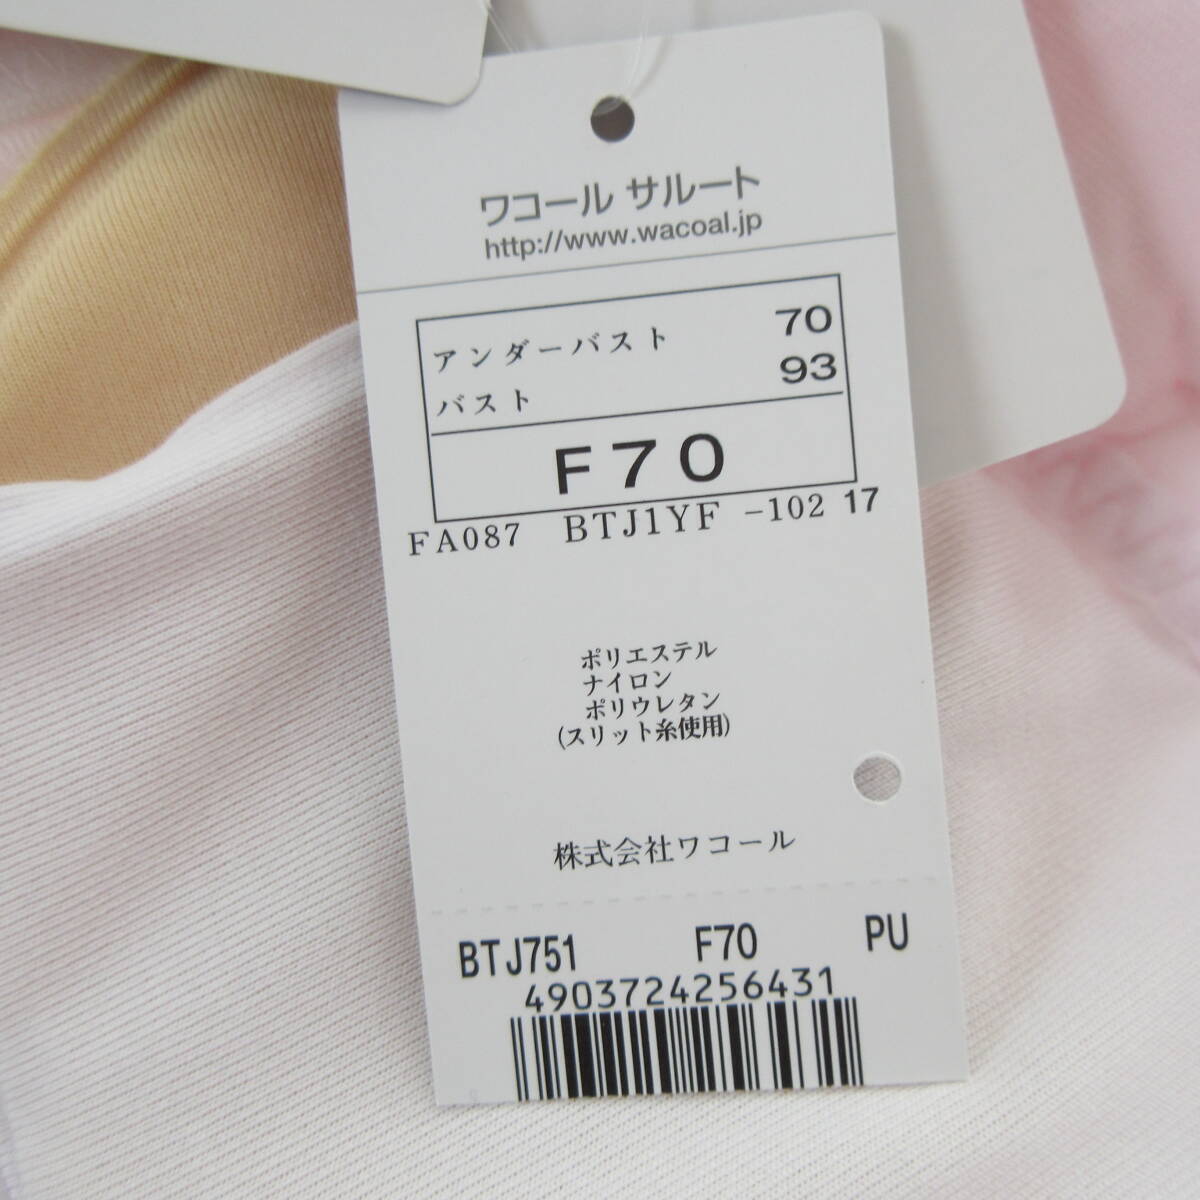 ワコール サルート
http://www.wacoal.jp
アンダーバスト 70
バスト 93
F70
FA087 BTJ1YF -102 17
ポリエステル
ナイロン
ポリウレタン
(スリット糸使用)
株式会社ワコール
BTJ751 F70 PU
4903724256431